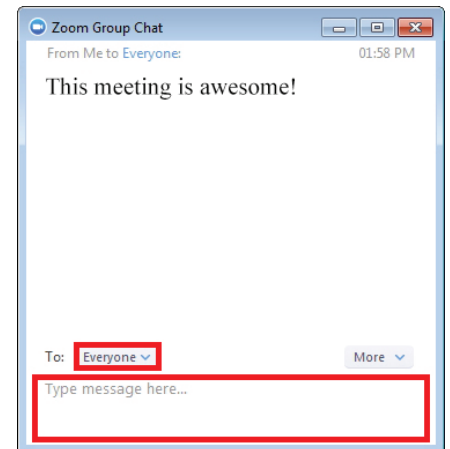 Zoom Group Chat
From Me to Everyone: 01:58 PM
This meeting is awesome!
To: Everyone More
Type message here...